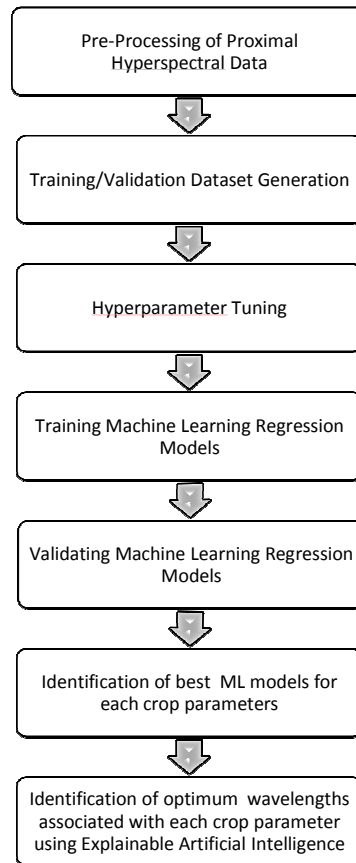 Pre-Processing of Proximal
Hyperspectral Data
Training/Validation Dataset Generation
Hyperparameter Tuning
Training Machine Learning Regression
Models
Validating Machine Learning Regression
Models
Identification of best ML models for
each crop parameters
Identification of optimum wavelengths
associated with each crop parameter
using Explainable Artificial Intelligence